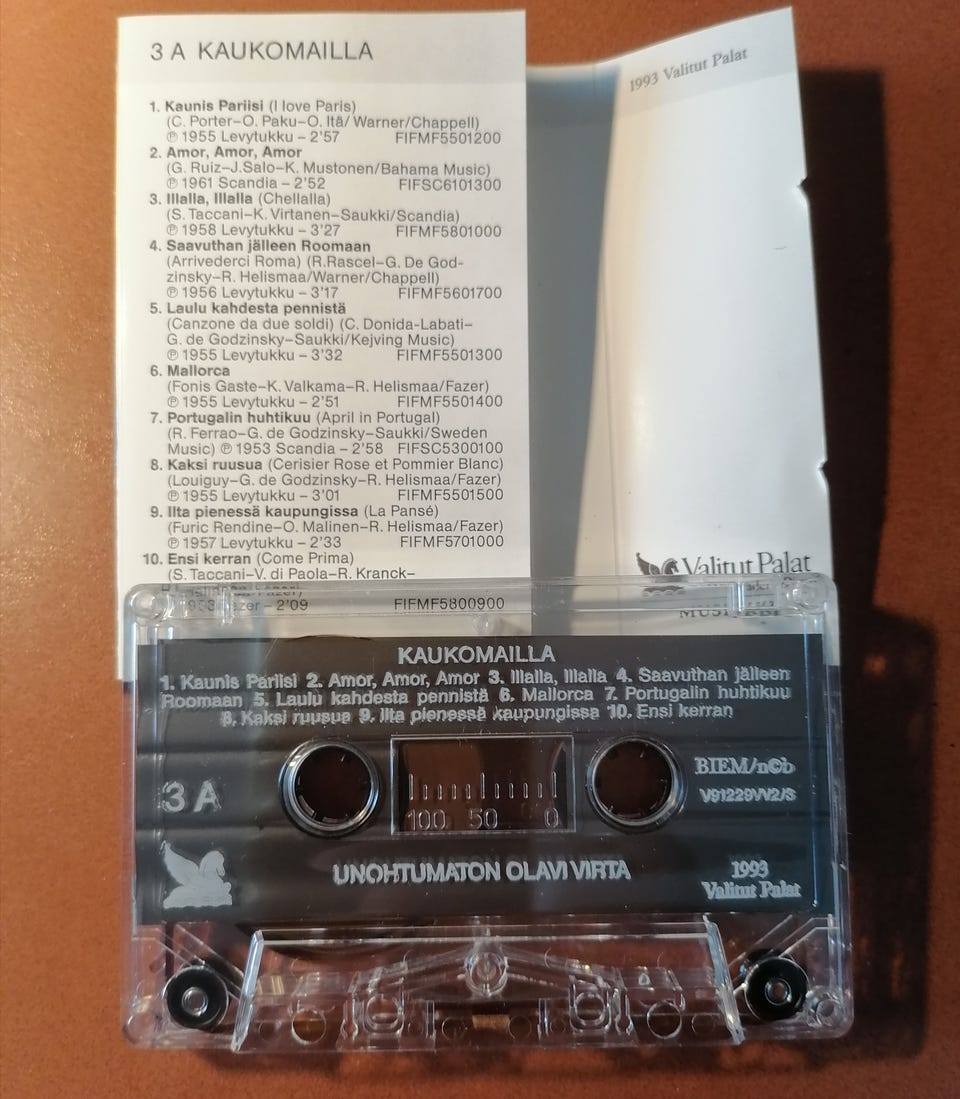 3 A KAUKOMAILLA
1. Kaunis Pariisi (I love Paris)
(C. Porter–O. Paku–O. Itä/ Warner/Chappell)
℗ 1955 Levytukku – 2'57 FIFMF5501200
2. Amor, Amor, Amor
(G. Ruiz–J.Salo–K. Mustonen/Bahama Music)
℗ 1961 Scandia – 2'52 FIFSC6101300
3. Illalla, Illalla (Chellalla)
(S. Taccani–K. Virtanen–Saukki/Scandia)
℗ 1958 Levytukku – 3'27 FIFMF5801000
4. Saavuthan jälleen Roomaan
(Arrivederci Roma) (R.Rascel–G. De God-
zinsky–R. Helismaa/Warner/Chappell)
℗ 1956 Levytukku – 3'17 FIFMF5601700
5. Laulu kahdesta pennistä
(Canzone da due soldi) (C. Donida-Labati–
G. de Godzinsky–Saukki/Kejving Music)
℗ 1955 Levytukku – 3'32 FIFMF5501300
6. Mallorca
(Fonis Gaste–K. Valkama–R. Helismaa/Fazer)
℗ 1955 Levytukku – 2'51 FIFMF5501400
7. Portugalin huhtikuu (April in Portugal)
(R. Ferrao–G. de Godzinsky–Saukki/Sweden
Music) ℗ 1953 Scandia – 2'58 FIFSC5300100
8. Kaksi ruusua (Cerisier Rose et Pommier Blanc)
(Louiguy–G. de Godzinsky–R. Helismaa/Fazer)
℗ 1955 Levytukku – 3'01 FIFMF5501500
9. Ilta pienessä kaupungissa (La Pansé)
(Furic Rendine–O. Malinen–R. Helismaa/Fazer)
℗ 1957 Levytukku – 2'33 FIFMF5701000
10. Ensi kerran (Come Prima)
(S. Taccani–V. di Paola–R. Kranck–
– 2'09 FIFMF5800900
1993 Valitut Palat
Valitut Palat
KAUKOMAILLA
1. Kaunis Pariisi 2. Amor, Amor, Amor 3. Illalla, Illalla 4. Saavuthan jälleen
Roomaan 5. Laulu kahdesta pennistä 6. Mallorca 7. Portugalin huhtikuu
8. Kaksi ruusua 9. Ilta pienessä kaupungissa 10. Ensi kerran
3 A
100 50 0
BIEM/n©b
V91229VV2/3
UNOHTUMATON OLAVI VIRTA
1993
Valitut Palat